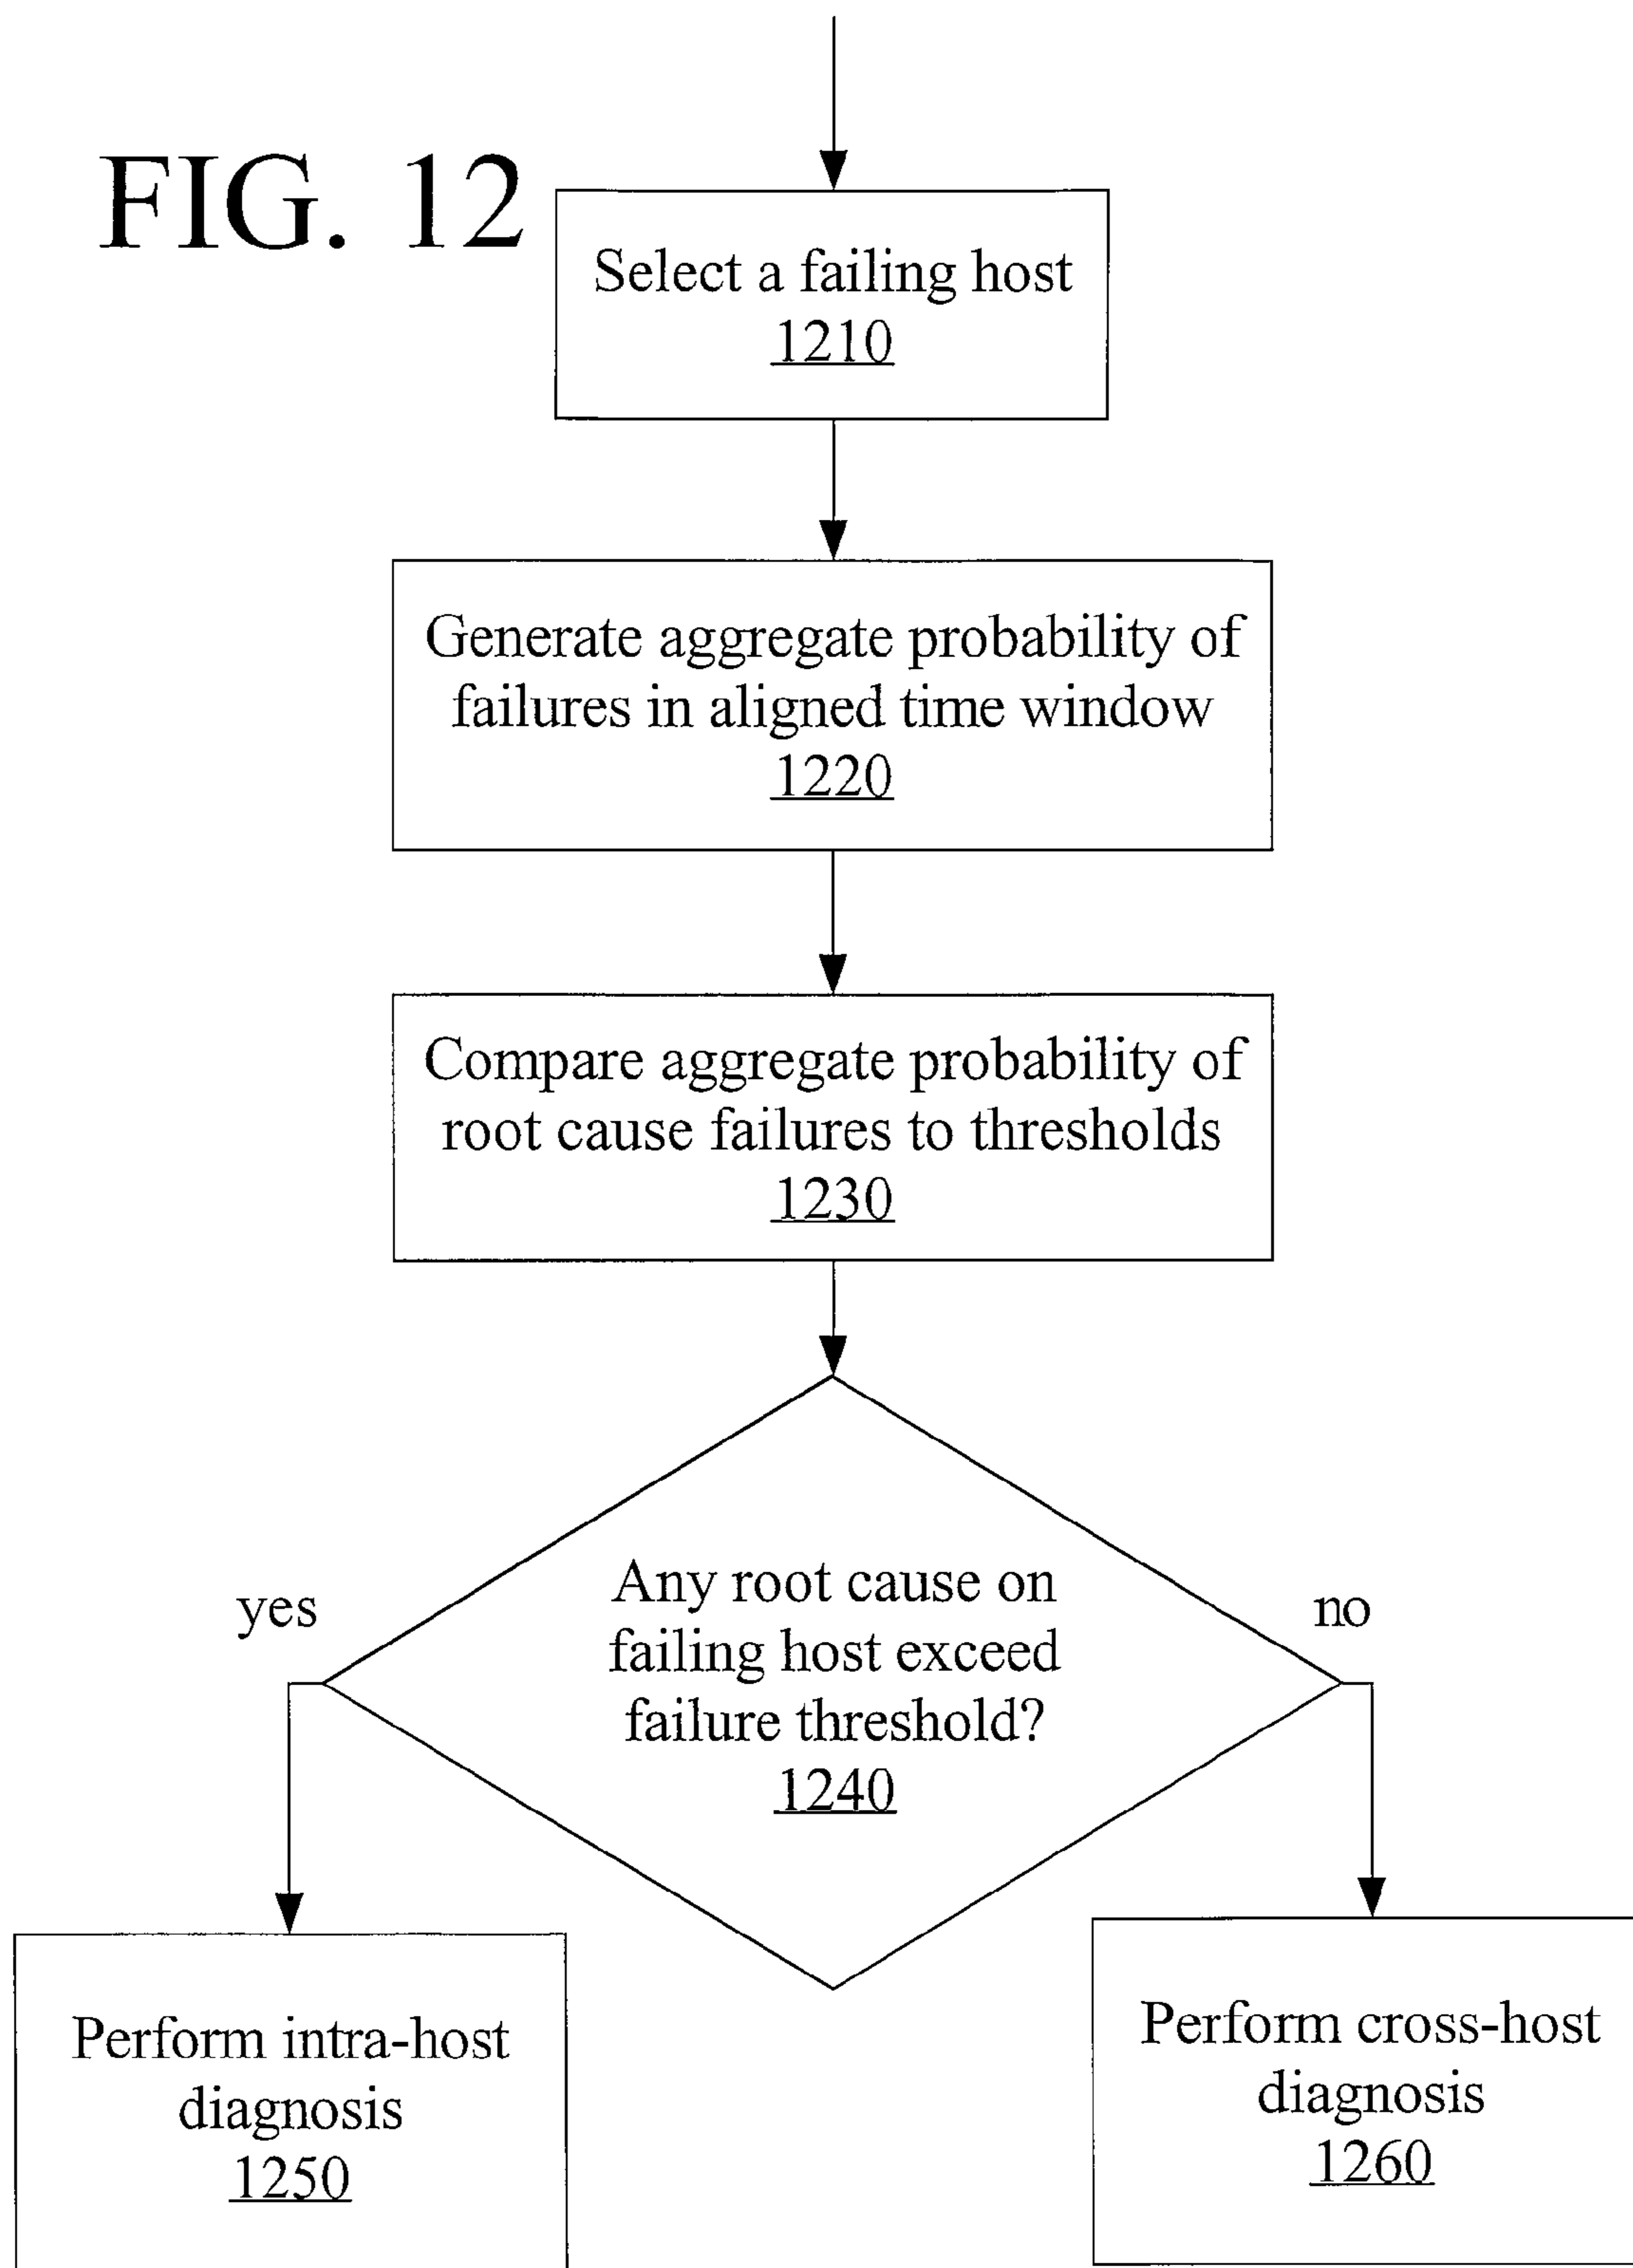 FIG. 12
Select a failing host
1210
Generate aggregate probability of
failures in aligned time window
1220
Compare aggregate probability of
root cause failures to thresholds
1230
Any root cause on
failing host exceed
failure threshold?
1240
yes
no
Perform intra-host
diagnosis
1250
Perform cross-host
diagnosis
1260